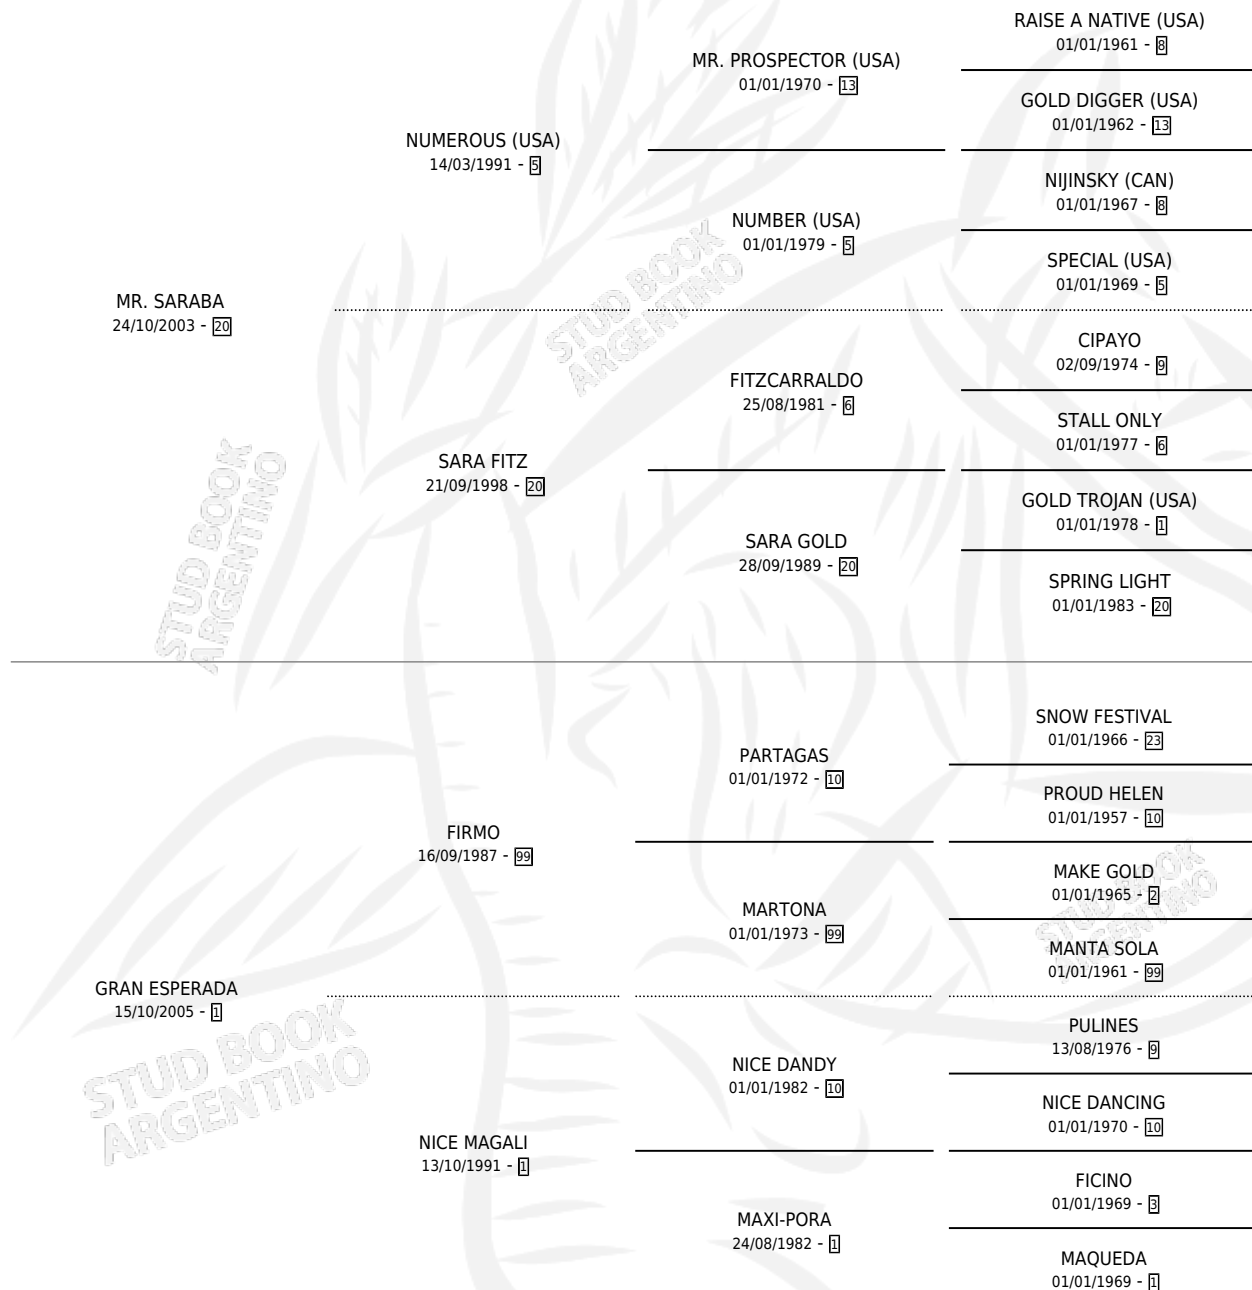 RAISE A NATIVE (USA)
01/01/1961 - 8
MR. PROSPECTOR (USA)
01/01/1970 - 13
GOLD DIGGER (USA)
01/01/1962 - 13
NUMEROUS (USA)
14/03/1991 - 5
NIJINSKY (CAN)
01/01/1967 - 8
NUMBER (USA)
01/01/1979 - 5
SPECIAL (USA)
01/01/1969 - 5
MR. SARABA
24/10/2003 - 20
STUD BOOK
ARGENTINO
CIPAYO
02/09/1974 - 9
FITZCARRALDO
25/08/1981 - 6
STALL ONLY
01/01/1977 - 6
SARA FITZ
21/09/1998 - 20
GOLD TROJAN (USA)
01/01/1978 - 1
SARA GOLD
28/09/1989 - 20
SPRING LIGHT
01/01/1983 - 20
STUD BOOK
ARGENTINO
SNOW FESTIVAL
01/01/1966 - 23
PARTAGAS
01/01/1972 - 10
PROUD HELEN
01/01/1957 - 10
FIRMO
16/09/1987 - 99
MAKE GOLD
01/01/1965 - 2
MARTONA
01/01/1973 - 99
STUD BOOK
ARGENTINO
MANTA SOLA
01/01/1961 - 99
GRAN ESPERADA
15/10/2005 - 1
STUD BOOK
ARGENTINO
PULINES
13/08/1976 - 9
NICE DANDY
01/01/1982 - 10
NICE DANCING
01/01/1970 - 10
NICE MAGALI
13/10/1991 - 1
FICINO
01/01/1969 - 3
MAXI-PORA
24/08/1982 - 1
MAQUEDA
01/01/1969 - 1